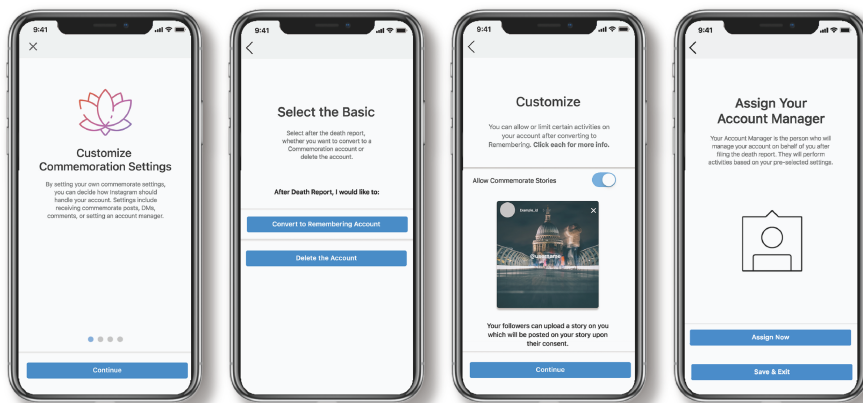 9:41
Customize
Commemoration Settings
By setting your own commemorate settings,
you can decide how Instagram should
handle your account. Settings include
receiving commemorate posts, DMs,
comments, or setting an account manager.
Continue
9:41
Select the Basic
Select after the death report,
whether you want to convert to a
Commemoration account or
delete the account.
After Death Report, I would like to:
Convert to Remembering Account
Delete the Account
9:41
Customize
You can allow or limit certain activities on
your account after converting to
Remembering. Click each for more info.
Allow Commemorate Stories
Example_id
@username
Your followers can upload a story on you
which will be posted on your story upon
their consent.
Continue
9:41
Assign Your
Account Manager
Your Account Manager is the person who will
manage your account on behalf of you after
filing the death report. They will perform
activities based on your pre-selected settings.
Assign Now
Save & Exit